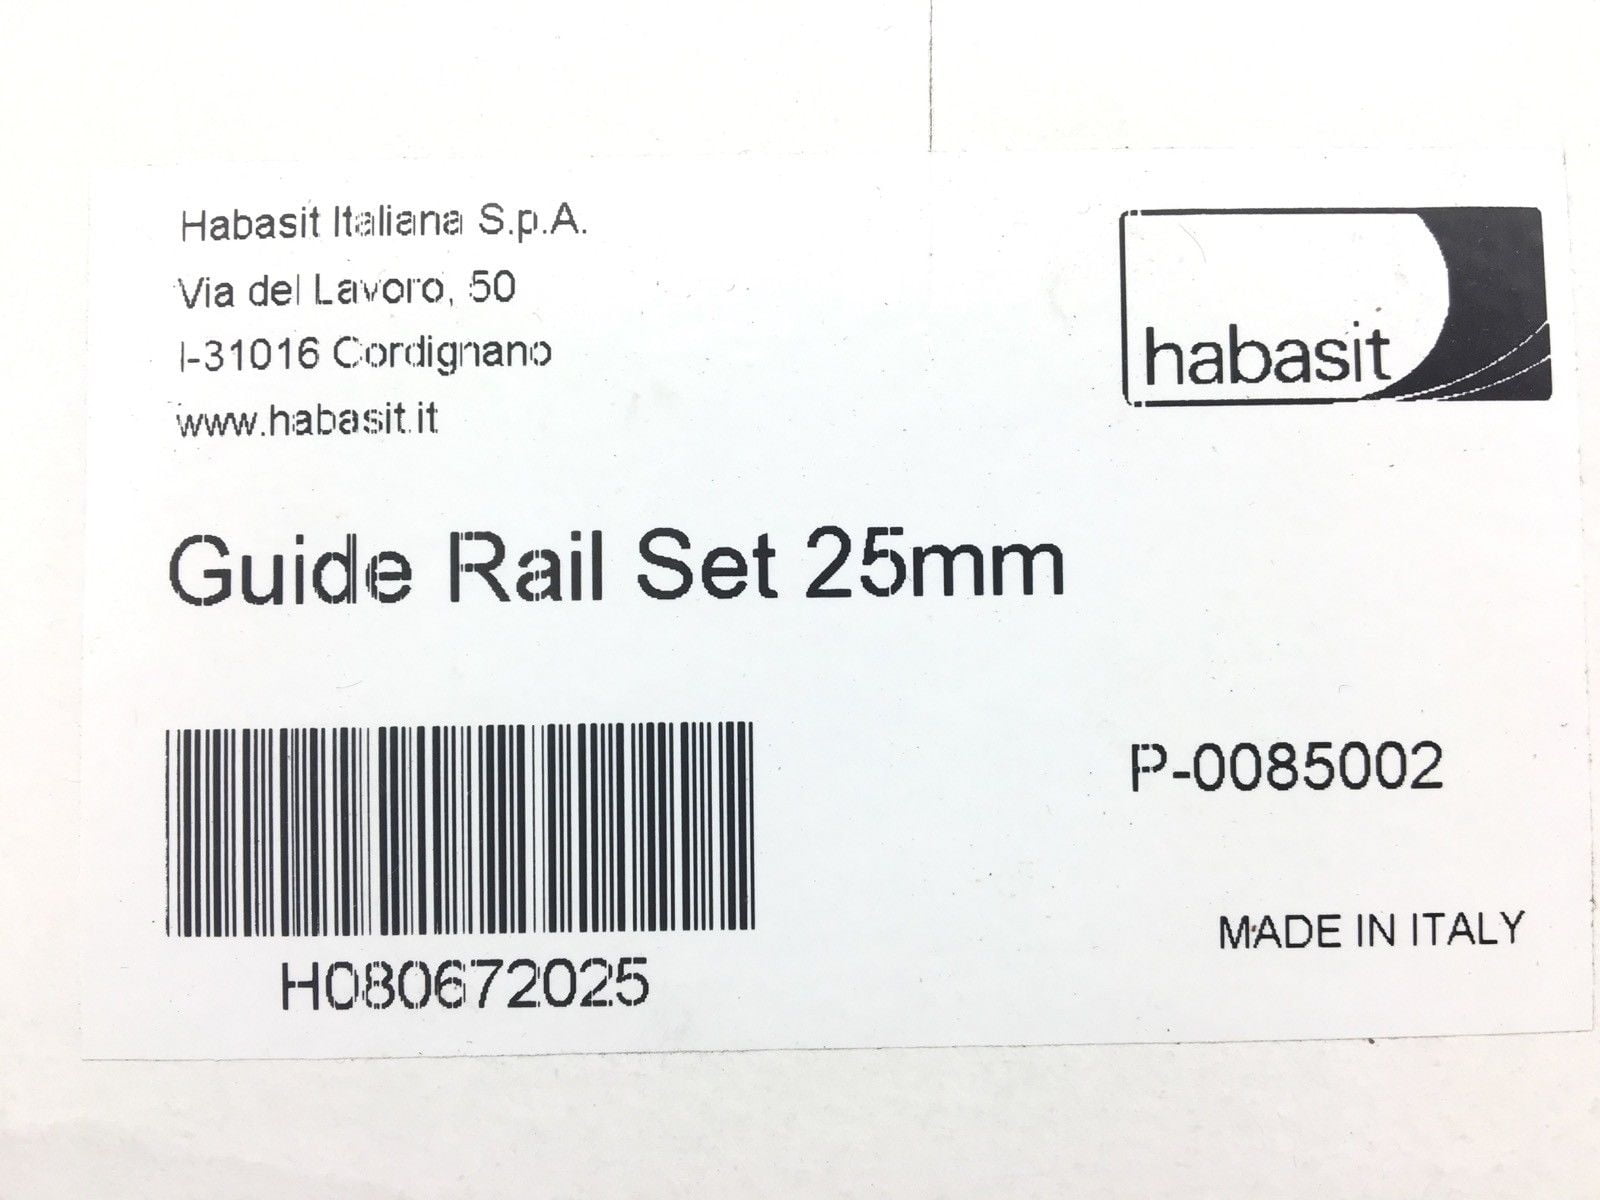 Habasit Italiana S.p.A.
Via del Lavoro, 50
I-31016 Cordignano
www.habasit.it
habasit
Guide Rail Set 25mm
P-0085002
MADE IN ITALY
H080672025